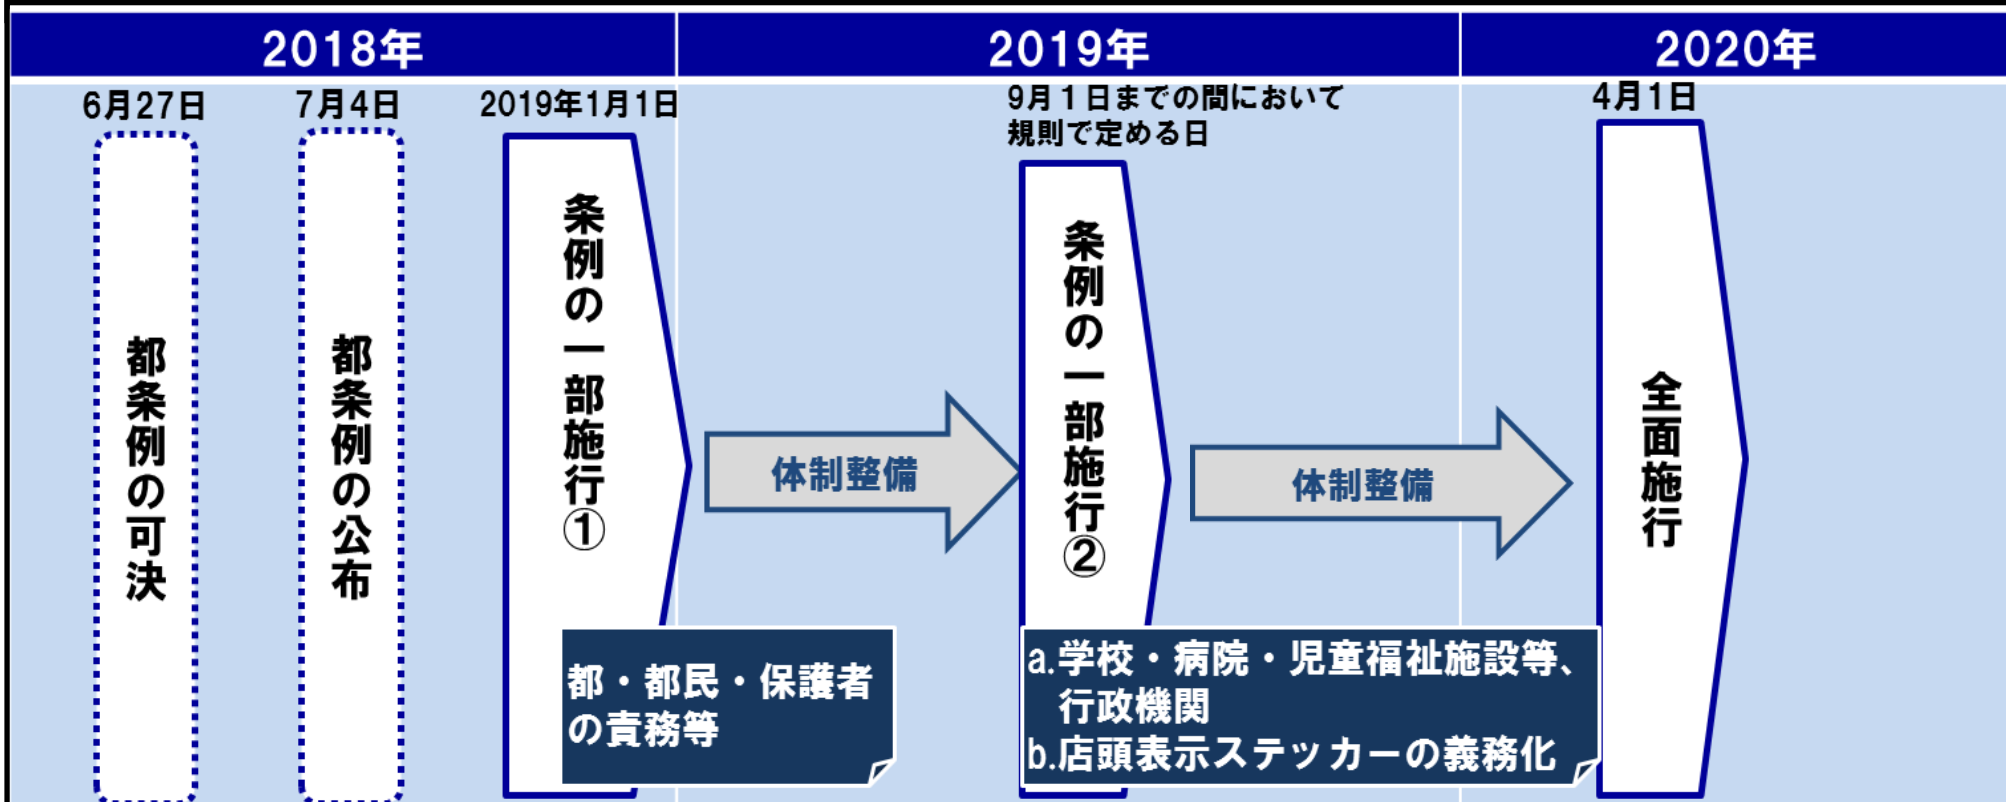 2018年
2019年
2020年
6月27日
7月4日
2019年1月1日
9月１日までの間において
規則で定める日
4月1日
都条例の可決
都条例の公布
条例の一部施行①
体制整備
条例の一部施行②
体制整備
全面施行
都・都民・保護者
の責務等
a.学校・病院・児童福祉施設等、
行政機関
b.店頭表示ステッカーの義務化